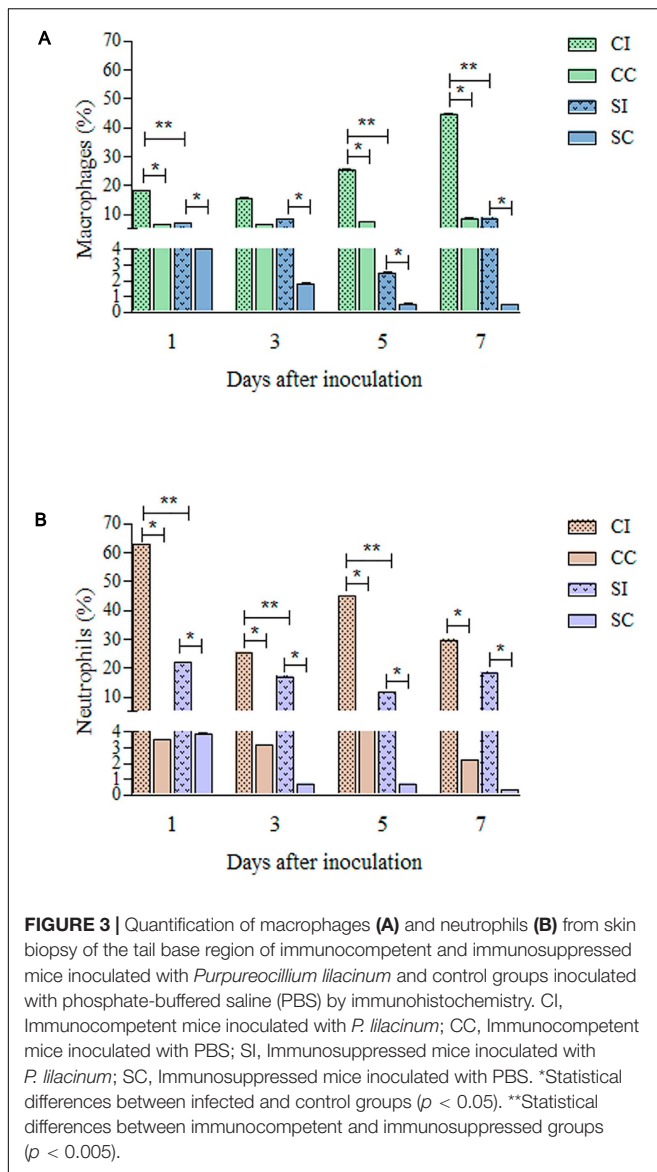 A
70
60
50
40
30
20
10
4
3
2
1
0
Macrophages (%)
** * *
*
** * *
** * *
1 3 5 7
Days after inoculation
CI
CC
SI
SC
B
70
60
50
40
30
20
10
4
3
2
1
0
Neutrophils (%)
** * *
** * *
** * *
* *
1 3 5 7
Days after inoculation
CI
CC
SI
SC
FIGURE 3 | Quantification of macrophages (A) and neutrophils (B) from skin
biopsy of the tail base region of immunocompetent and immunosuppressed
mice inoculated with Purpureocillium lilacinum and control groups inoculated
with phosphate-buffered saline (PBS) by immunohistochemistry. CI,
Immunocompetent mice inoculated with P. lilacinum; CC, Immunocompetent
mice inoculated with PBS; SI, Immunosuppressed mice inoculated with
P. lilacinum; SC, Immunosuppressed mice inoculated with PBS. *Statistical
differences between infected and control groups (p < 0.05). **Statistical
differences between immunocompetent and immunosuppressed groups
(p < 0.005).